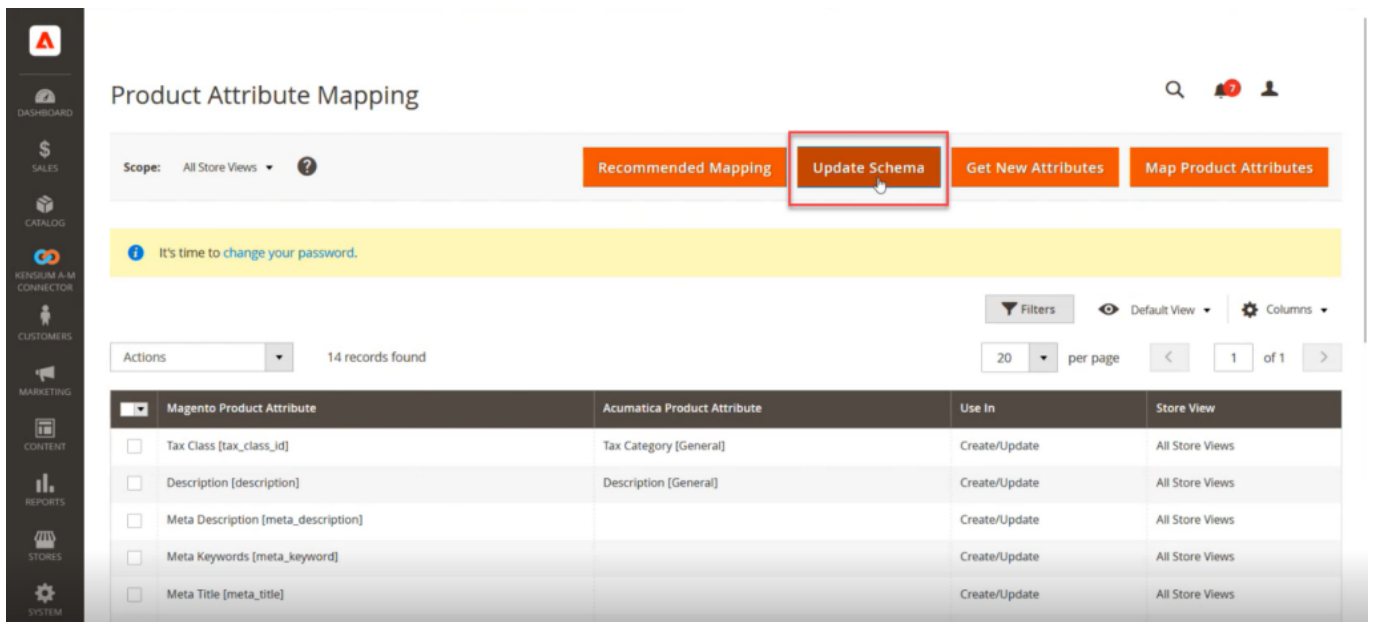 DASHBOARD
SALES
CATALOG
KENSIUM A-M
CONNECTOR
CUSTOMERS
MARKETING
CONTENT
REPORTS
STORES
SYSTEM
Product Attribute Mapping
7
Scope: All Store Views ?
Recommended Mapping Update Schema Get New Attributes Map Product Attributes
i It's time to change your password.
Filters Default View Columns
Actions 14 records found 20 per page < 1 of 1 >
Magento Product Attribute Acumatica Product Attribute Use In Store View
Tax Class [tax_class_id] Tax Category [General] Create/Update All Store Views
Description [description] Description [General] Create/Update All Store Views
Meta Description [meta_description] Create/Update All Store Views
Meta Keywords [meta_keyword] Create/Update All Store Views
Meta Title [meta_title] Create/Update All Store Views